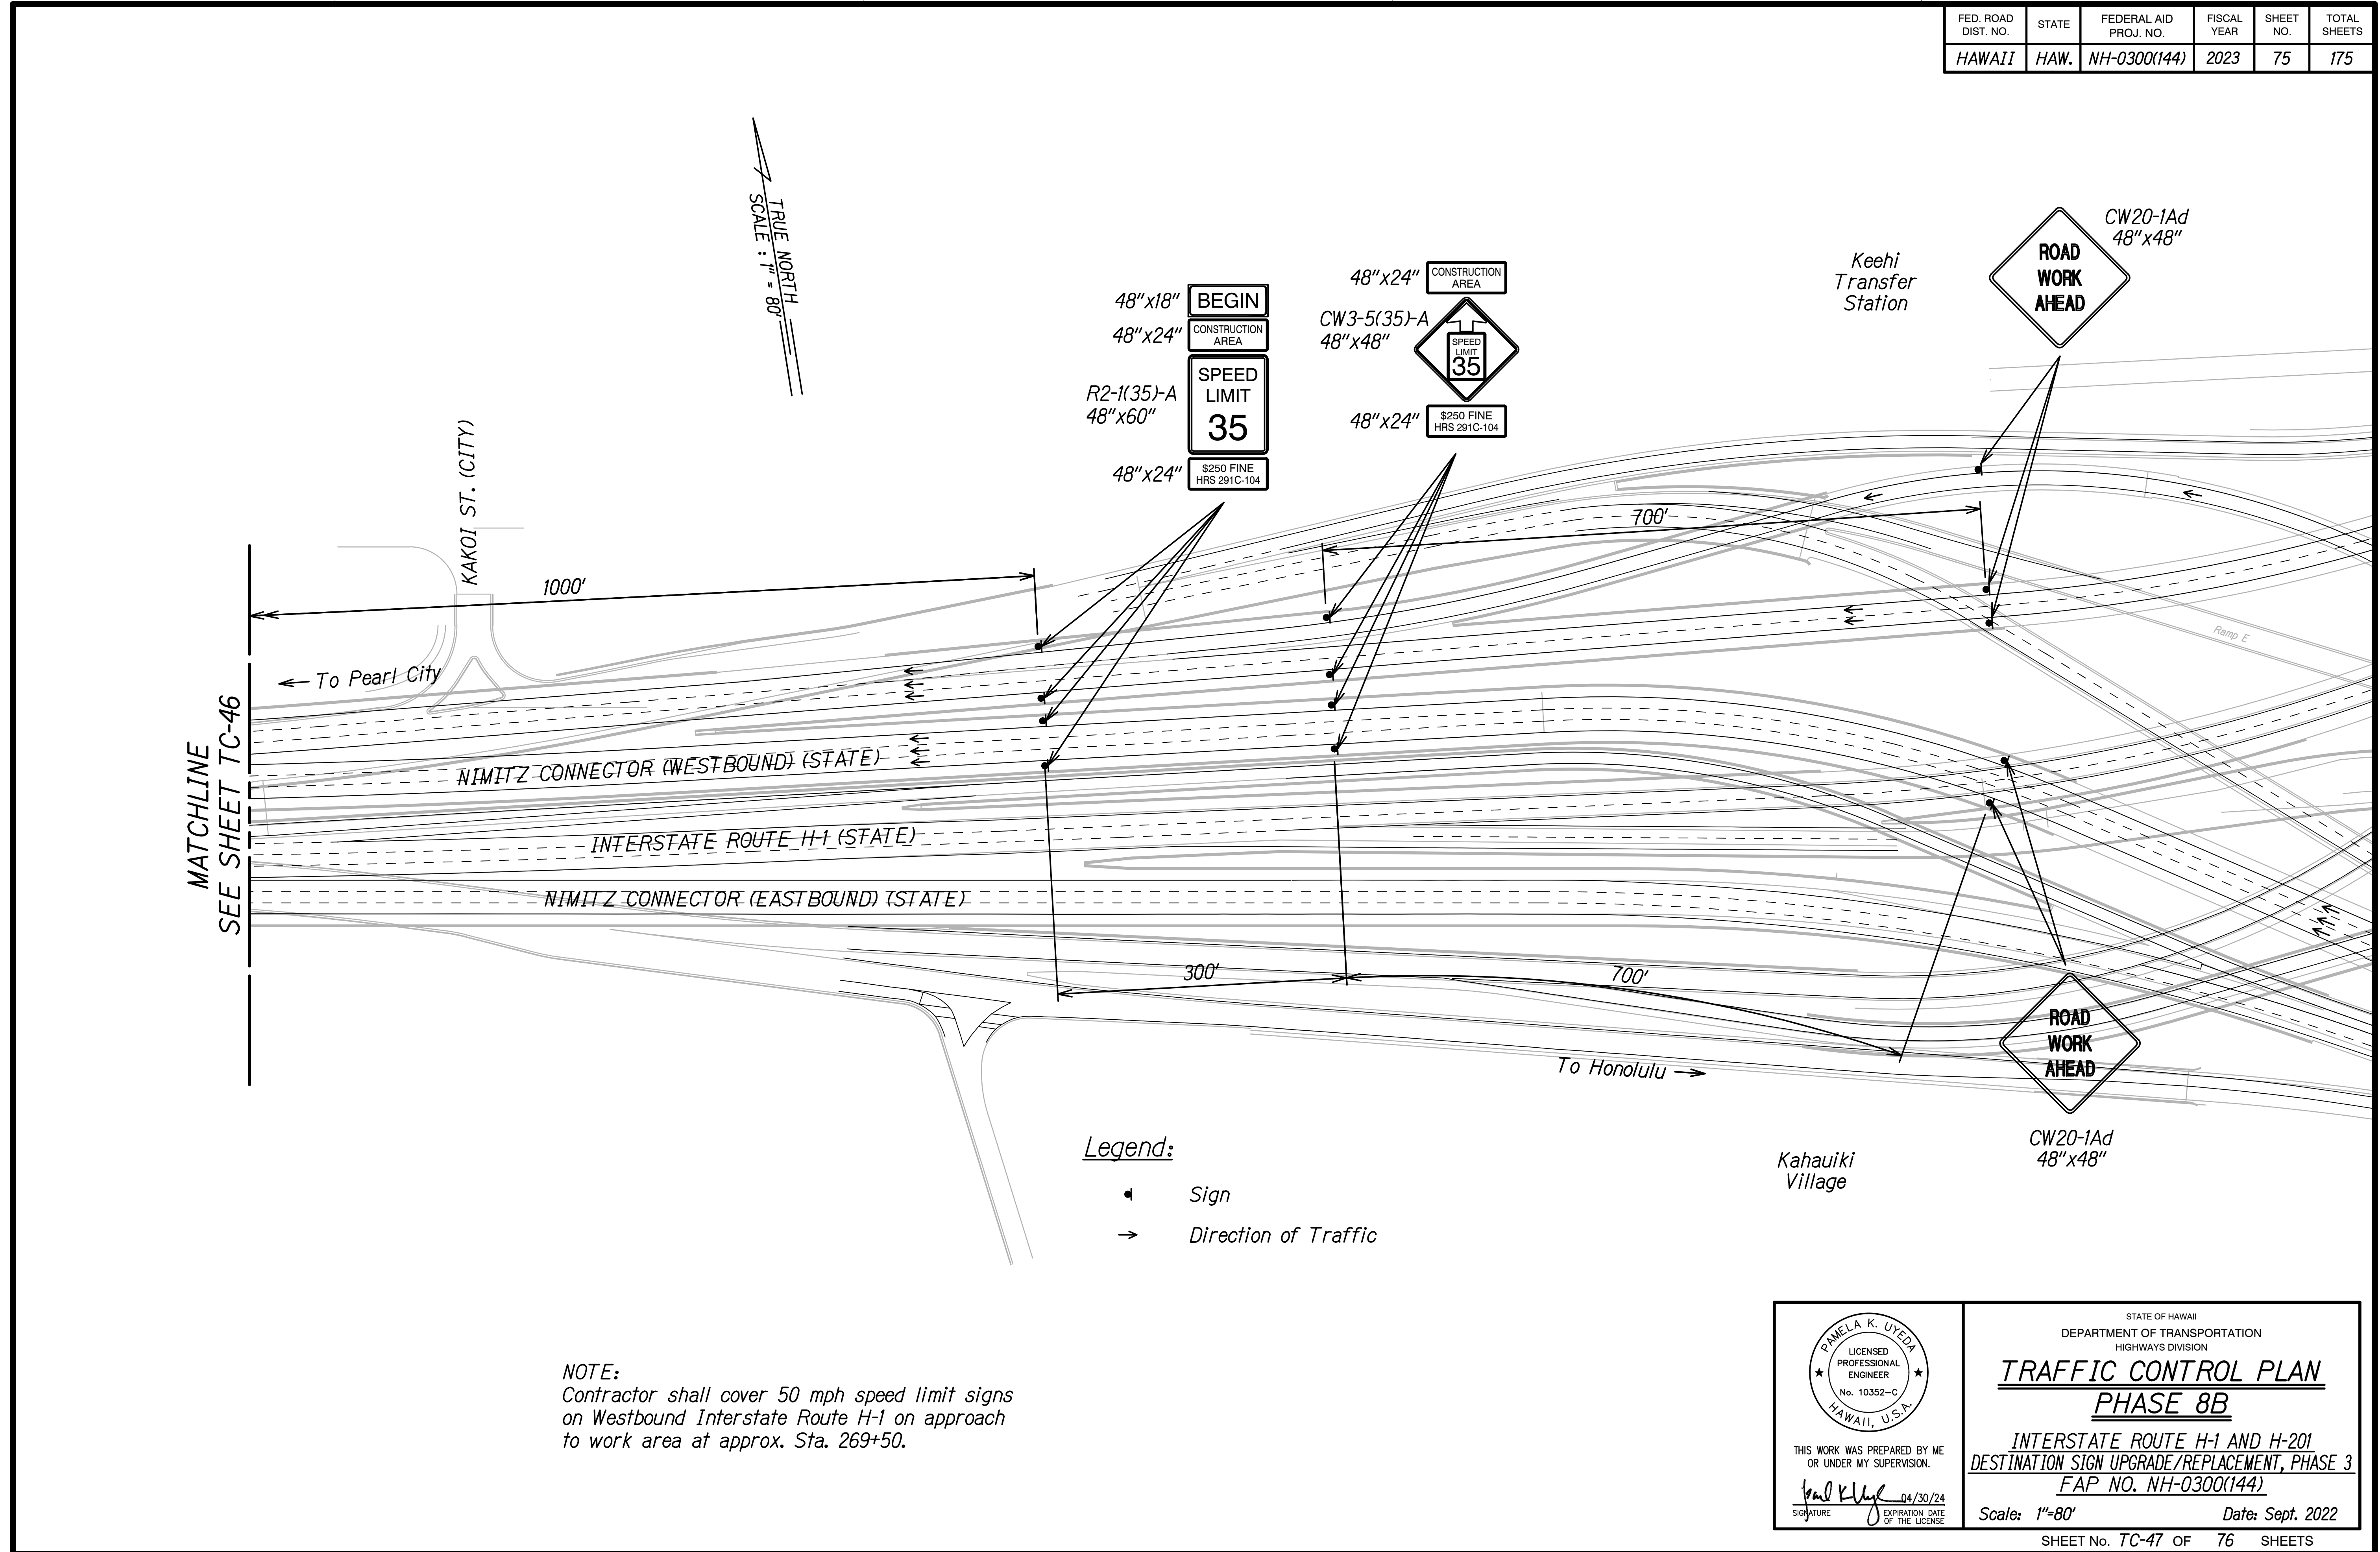 FED. ROAD DIST. NO.
STATE
FEDERAL AID PROJ. NO.
FISCAL YEAR
SHEET NO.
TOTAL SHEETS
HAWAII
HAW.
NH-0300(144)
2023
75
175
TRUE NORTH
SCALE : 1" = 80'
48"x18"
BEGIN
48"x24"
CONSTRUCTION
AREA
R2-1(35)-A
48"x60"
SPEED
LIMIT
35
48"x24"
$250 FINE
HRS 291C-104
48"x24"
CONSTRUCTION
AREA
CW3-5(35)-A
48"x48"
SPEED
LIMIT
35
48"x24"
$250 FINE
HRS 291C-104
Keehi
Transfer
Station
ROAD
WORK
AHEAD
CW20-1Ad
48"x48"
KAKOI ST. (CITY)
1000'
700'
Ramp E
To Pearl City
MATCHLINE
SEE SHEET TC-46
NIMITZ CONNECTOR (WESTBOUND) (STATE)
INTERSTATE ROUTE H-1 (STATE)
NIMITZ CONNECTOR (EASTBOUND) (STATE)
300'
700'
To Honolulu
ROAD
WORK
AHEAD
CW20-1Ad
48"x48"
Kahauiki
Village
Legend:
Sign
Direction of Traffic
NOTE:
Contractor shall cover 50 mph speed limit signs
on Westbound Interstate Route H-1 on approach
to work area at approx. Sta. 269+50.
PAMELA K. UYEDA
LICENSED
PROFESSIONAL
ENGINEER
No. 10352-C
HAWAII, U.S.A.
THIS WORK WAS PREPARED BY ME
OR UNDER MY SUPERVISION.
04/30/24
SIGNATURE
EXPIRATION DATE
OF THE LICENSE
STATE OF HAWAII
DEPARTMENT OF TRANSPORTATION
HIGHWAYS DIVISION
TRAFFIC CONTROL PLAN
PHASE 8B
INTERSTATE ROUTE H-1 AND H-201
DESTINATION SIGN UPGRADE/REPLACEMENT, PHASE 3
FAP NO. NH-0300(144)
Scale: 1"=80'
Date: Sept. 2022
SHEET No. TC-47 OF 76 SHEETS